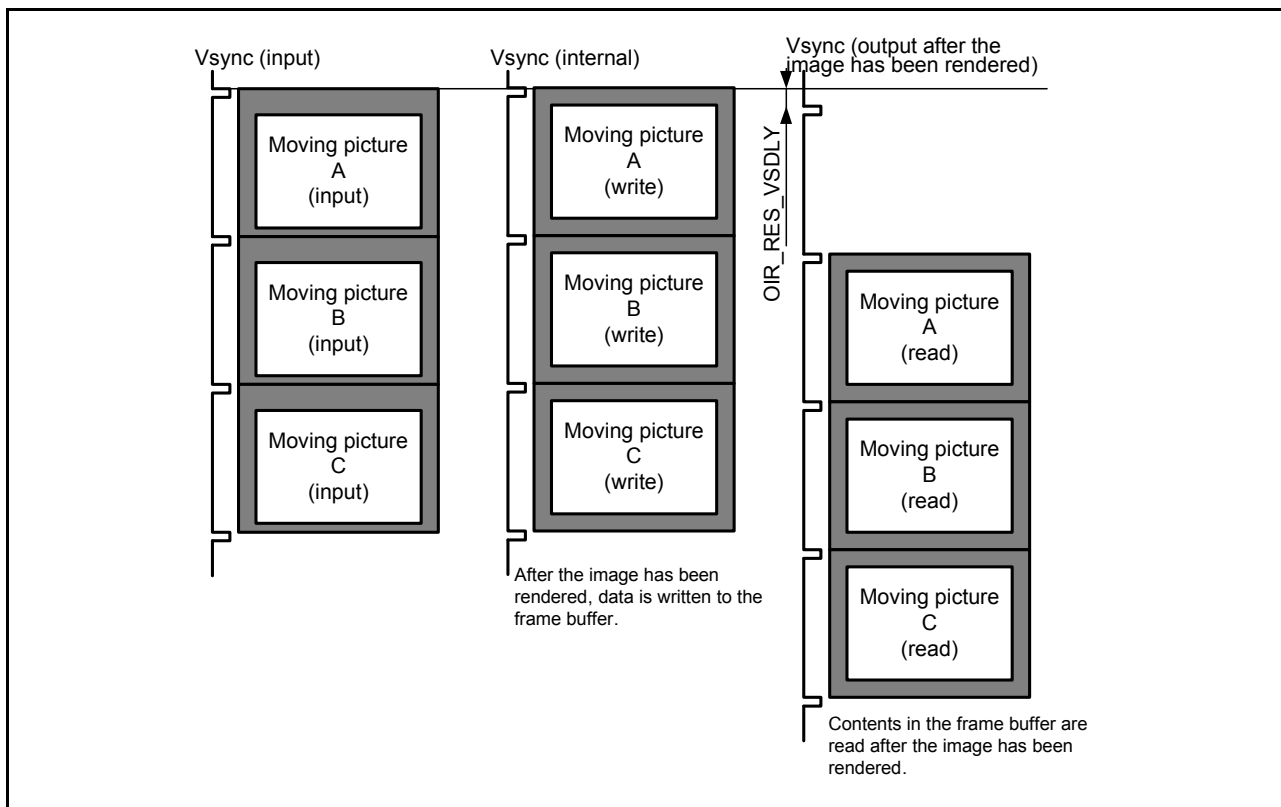 Vsync (input)
Moving picture
A
(input)
Moving picture
B
(input)
Moving picture
C
(input)
Vsync (internal)
Moving picture
A
(write)
Moving picture
B
(write)
Moving picture
C
(write)
After the image has been
rendered, data is written to the
frame buffer.
Vsync (output after the
image has been rendered)
OIR_RES_VSDLY
Moving picture
A
(read)
Moving picture
B
(read)
Moving picture
C
(read)
Contents in the frame buffer are
read after the image has been
rendered.